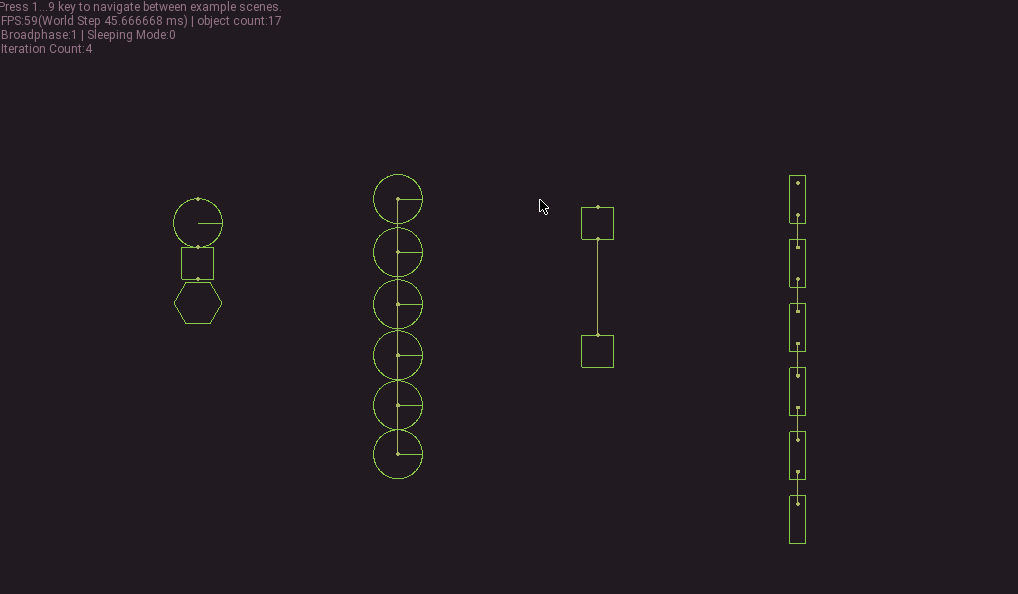 Press 1...9 key to navigate between example scenes.
FPS:59(World Step 45.666668 ms) | object count:17
Broadphase:1 | Sleeping Mode:0
Iteration Count:4